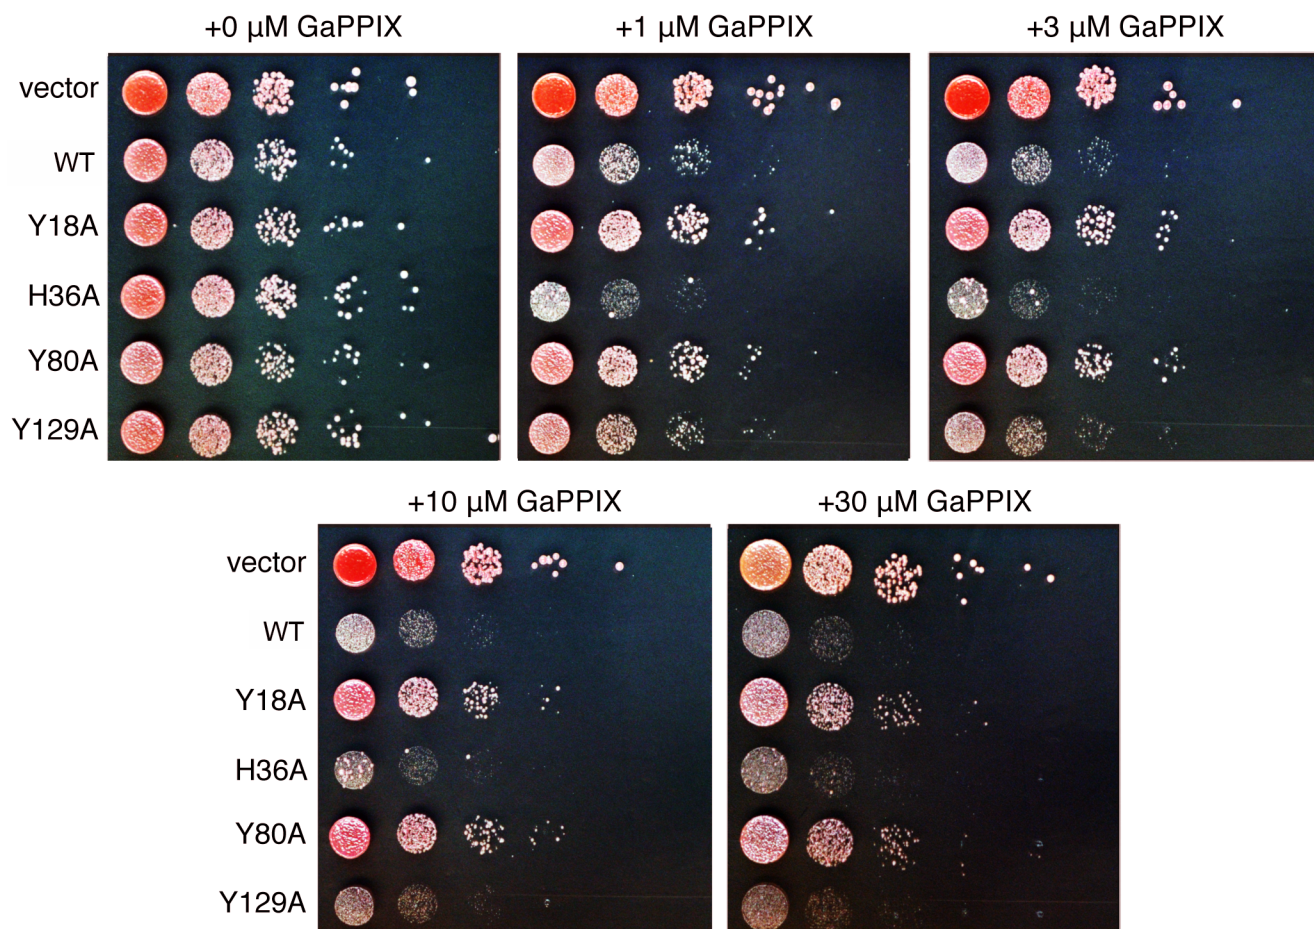 +0 µM GaPPIX +1 µM GaPPIX +3 µM GaPPIX
vector
WT
Y18A
H36A
Y80A
Y129A
+10 µM GaPPIX +30 µM GaPPIX
vector
WT
Y18A
H36A
Y80A
Y129A